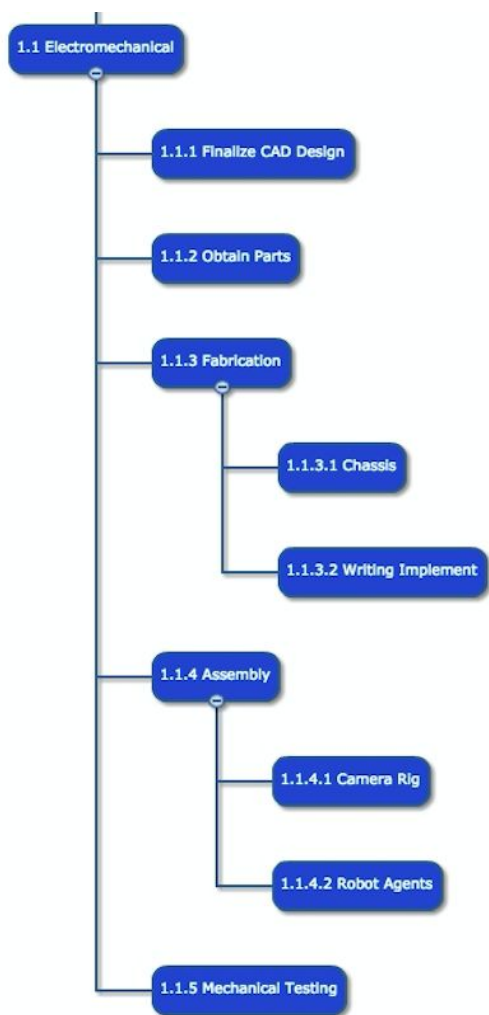 1.1 Electromechanical
1.1.1 Finalize CAD Design
1.1.2 Obtain Parts
1.1.3 Fabrication
1.1.3.1 Chassis
1.1.3.2 Writing Implement
1.1.4 Assembly
1.1.4.1 Camera Rig
1.1.4.2 Robot Agents
1.1.5 Mechanical Testing